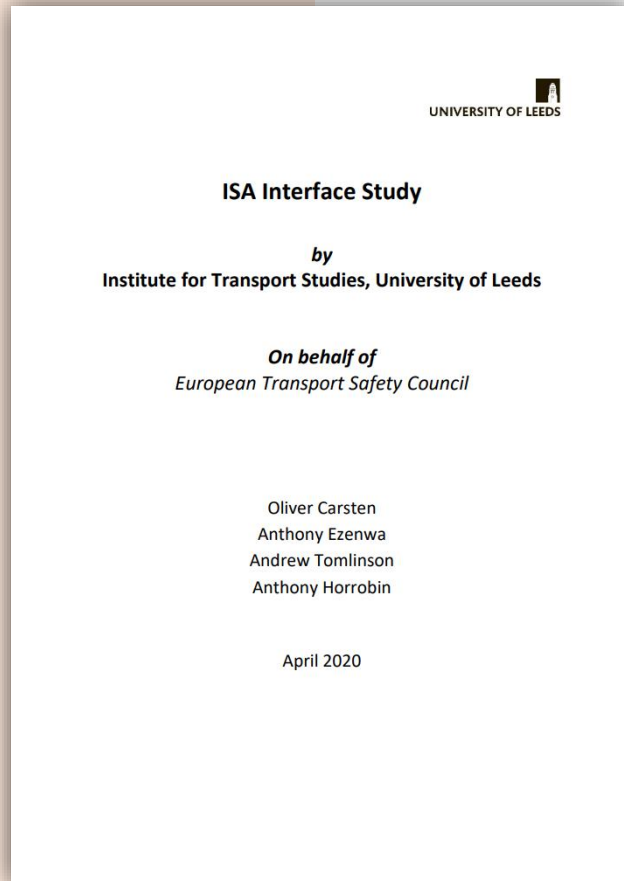 UNIVERSITY OF LEEDS
ISA Interface Study
by
Institute for Transport Studies, University of Leeds
On behalf of
European Transport Safety Council
Oliver Carsten
Anthony Ezenwa
Andrew Tomlinson
Anthony Horrobin
April 2020